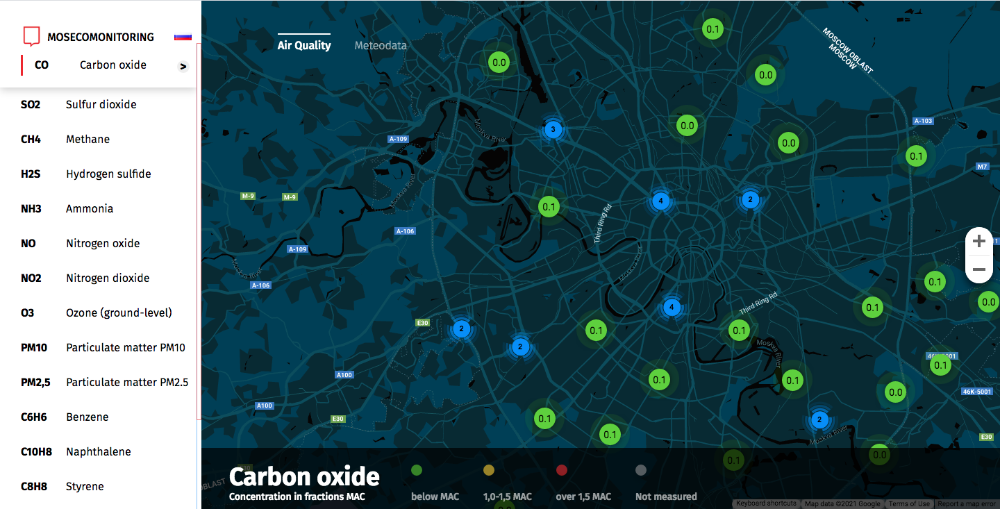 MOSECOMONITORING
CO Carbon oxide >
SO2 Sulfur dioxide
CH4 Methane
H2S Hydrogen sulfide
NH3 Ammonia
NO Nitrogen oxide
NO2 Nitrogen dioxide
O3 Ozone (ground-level)
PM10 Particulate matter PM10
PM2,5 Particulate matter PM2.5
C6H6 Benzene
C10H8 Naphthalene
C8H8 Styrene
Air Quality Meteodata
MOSCOW OBLAST
MOSCOW
0.1
0.0
0.0
A-103
0.0
3
Moskva River
A-109
0.0
0.1
M7
Moskva River
M-9
M-9
4
2
0.1
Third Ring Rd
A-106
A-109
+
1
−
Moskva River
Moskva River
A-106
0.1
Third Ring Rd
0.1
0.0
4
E30
2
0.1
0.1
2
Moskva River
46K-5001
0.1
A100
0.1
0.1
0.0
46K-5001
A100
E30
0.1
2
0.1
Moskva River
E30
0.1
0.0
E30
OBLAST
Carbon oxide
Concentration in fractions MAC
below MAC
1,0-1,5 MAC
over 1,5 MAC
Not measured
0.0
Keyboard shortcuts
Map data ©2021 Google
Terms of Use
Report a map error